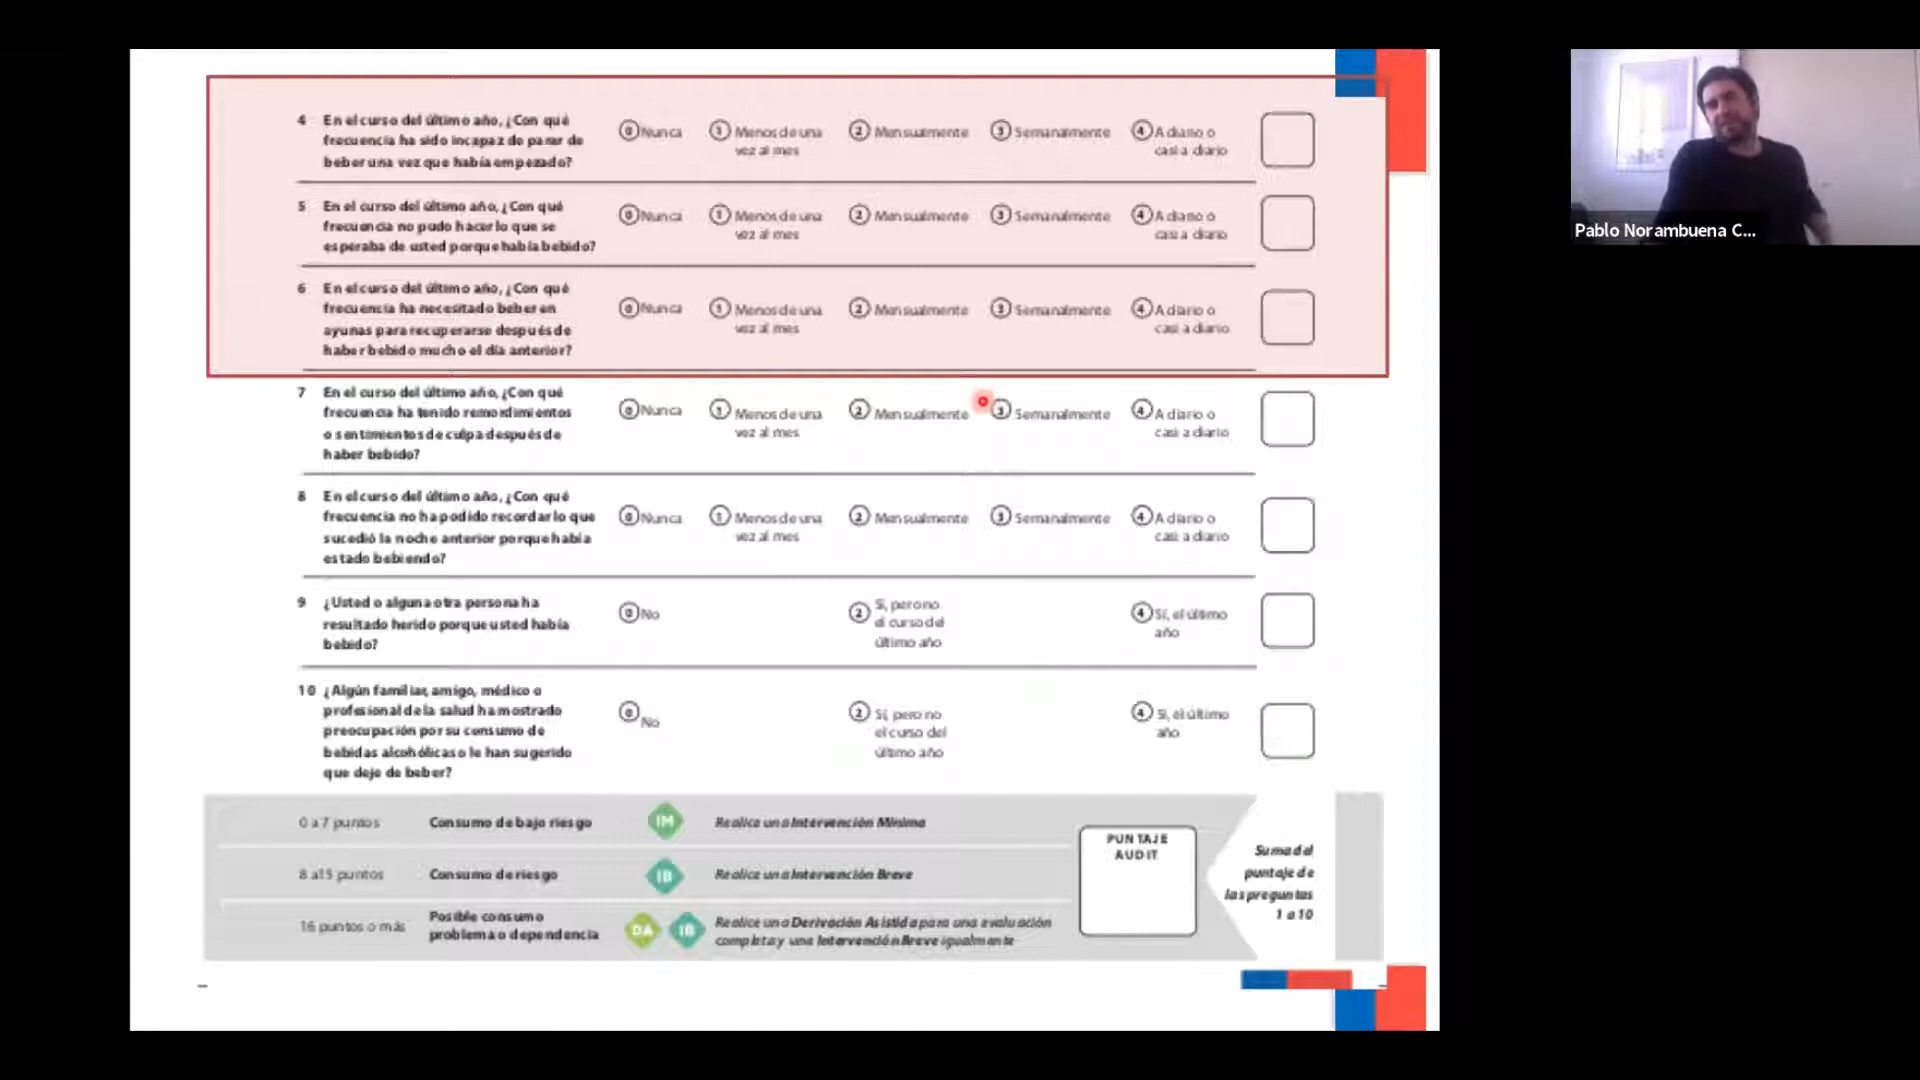 4 En el curso del último año, ¿Con qué
frecuencia ha sido incapaz de parar de
beber una vez que había empezado?
0 Nunca
1 Menos de una
vez al mes
2 Mensualmente
3 Semanalmente
4 A diario o
casi a diario
5 En el curso del último año, ¿Con qué
frecuencia no pudo hacer lo que se
esperaba de usted porque había bebido?
0 Nunca
1 Menos de una
vez al mes
2 Mensualmente
3 Semanalmente
4 A diario o
casi a diario
6 En el curso del último año, ¿Con qué
frecuencia ha necesitado beber en
ayunas para recuperarse después de
haber bebido mucho el día anterior?
0 Nunca
1 Menos de una
vez al mes
2 Mensualmente
3 Semanalmente
4 A diario o
casi a diario
7 En el curso del último año, ¿Con qué
frecuencia ha tenido remordimientos
o sentimientos de culpa después de
haber bebido?
0 Nunca
1 Menos de una
vez al mes
2 Mensualmente
3 Semanalmente
4 A diario o
casi a diario
8 En el curso del último año, ¿Con qué
frecuencia no ha podido recordar lo que
sucedió la noche anterior porque había
estado bebiendo?
0 Nunca
1 Menos de una
vez al mes
2 Mensualmente
3 Semanalmente
4 A diario o
casi a diario
9 ¿Usted o alguna otra persona ha
resultado herido porque usted había
bebido?
0 No
2 Sí, pero no
el curso del
último año
4 Sí, el último
año
10 ¿Algún familiar, amigo, médico o
profesional de la salud ha mostrado
preocupación por su consumo de
bebidas alcohólicas o le han sugerido
que deje de beber?
0 No
2 Sí, pero no
el curso del
último año
4 Sí, el último
año
0 a 7 puntos Consumo de bajo riesgo IM Realice una Intervención Mínima
8 a 15 puntos Consumo de riesgo IB Realice una Intervención Breve
16 puntos o más Posible consumo
problema o dependencia
DA IB
Realice una Derivación Asistida para una evaluación
completa y una Intervención Breve igualmente
PUNTAJE
AUDIT
Suma del
puntaje de
las preguntas
1 a 10
Pablo Norambuena C...